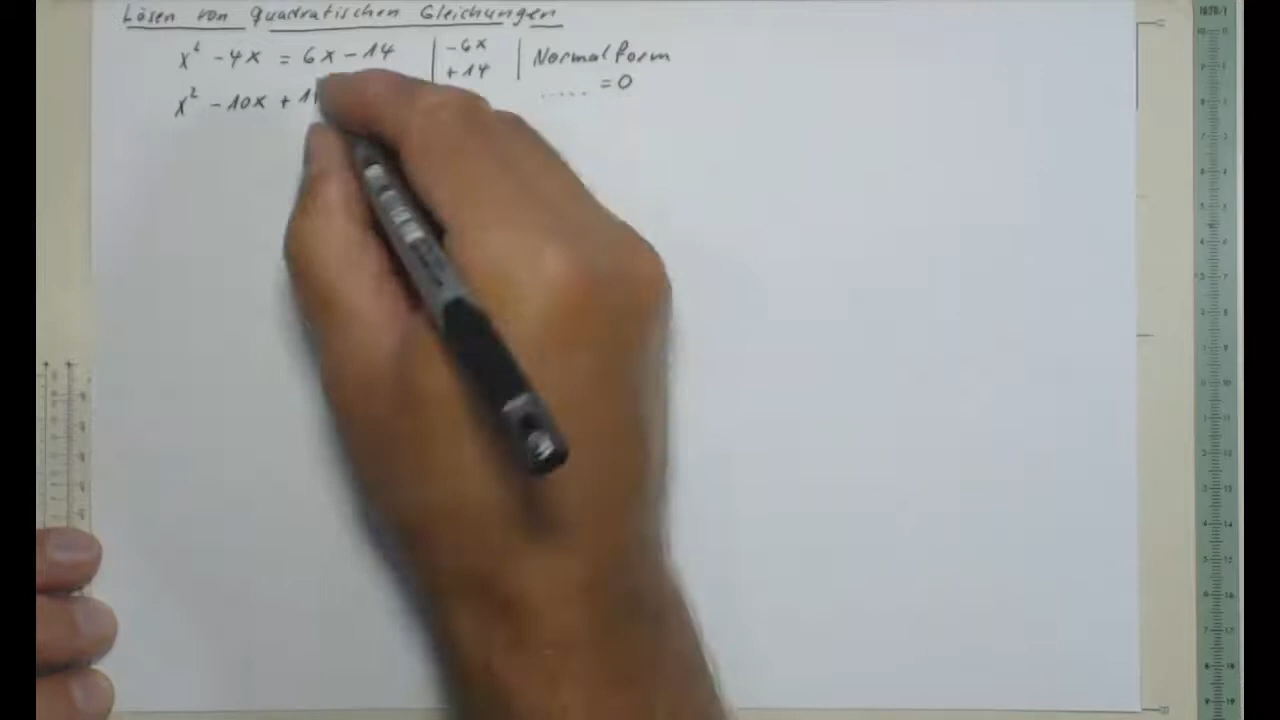 Lösen von quadratischen Gleichungen
x² - 4x = 6x - 14 | -6x | Normalform
+ 14 | ..... = 0
x² - 10x + 1